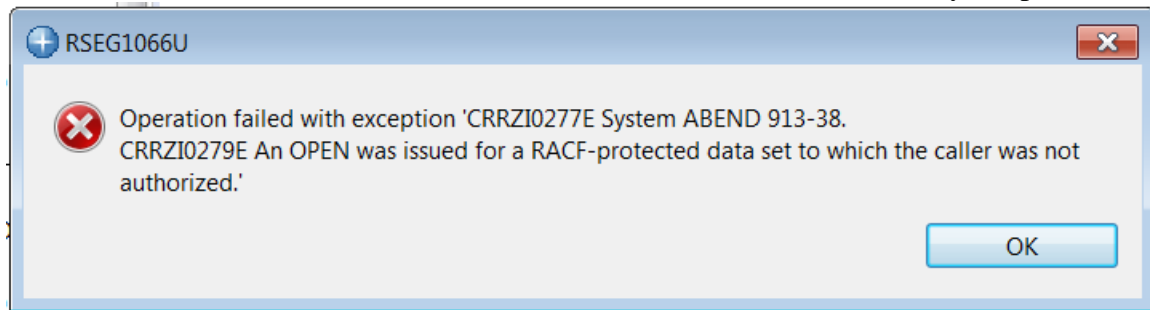 RSEG1066U
Operation failed with exception 'CRRZI0277E System ABEND 913-38.
CRRZI0279E An OPEN was issued for a RACF-protected data set to which the caller was not
authorized.'
OK